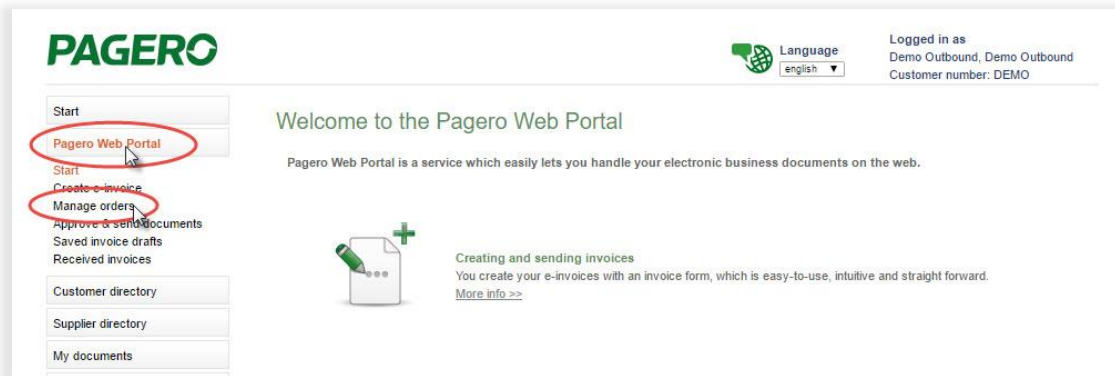 PAGERO
Language
english
Logged in as
Demo Outbound, Demo Outbound
Customer number: DEMO
Start
Pagero Web Portal
Start
Create e-invoice
Manage orders
Approve & send documents
Saved invoice drafts
Received invoices
Customer directory
Supplier directory
My documents
Welcome to the Pagero Web Portal
Pagero Web Portal is a service which easily lets you handle your electronic business documents on the web.
Creating and sending invoices
You create your e-invoices with an invoice form, which is easy-to-use, intuitive and straight forward.
More info >>